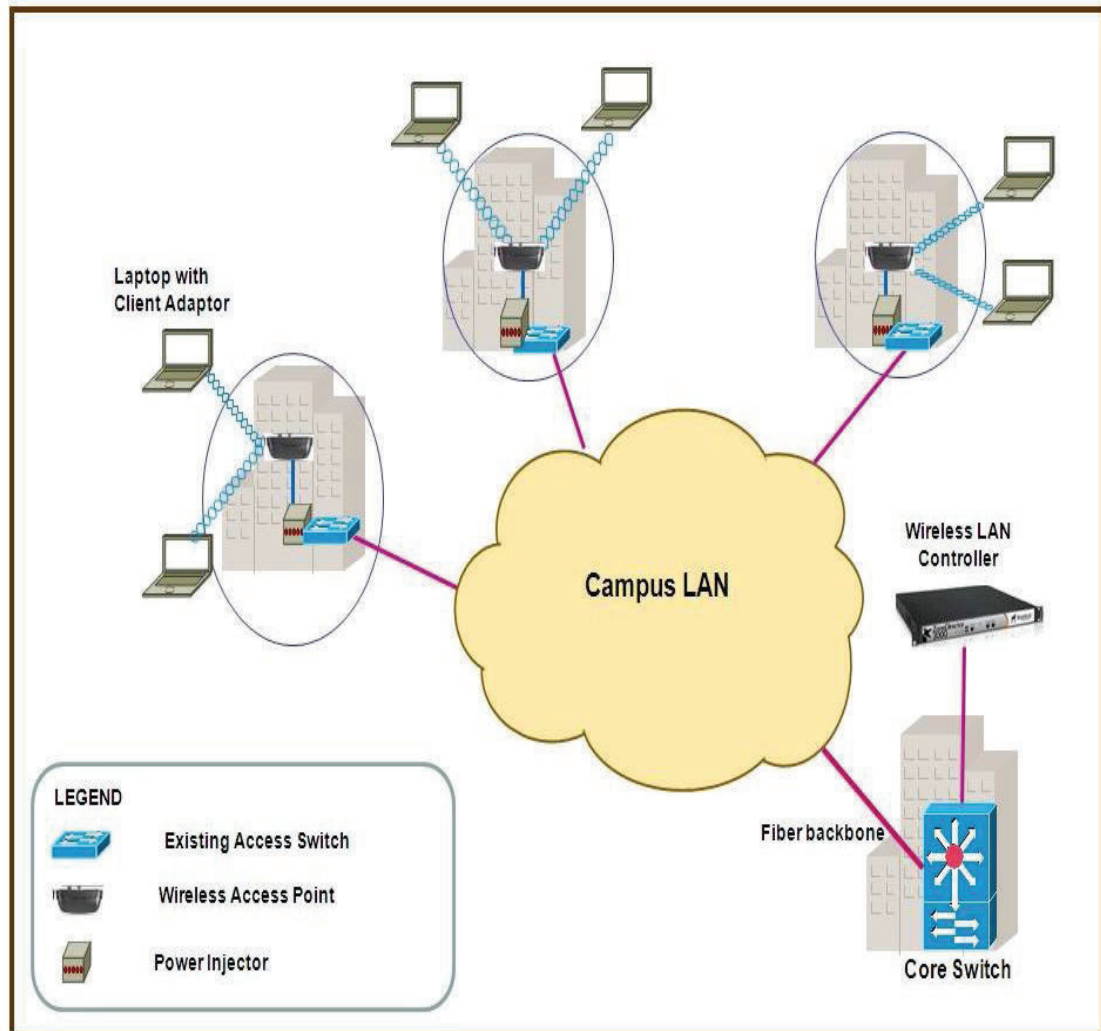 Laptop with
Client Adaptor
Campus LAN
Wireless LAN
Controller
Fiber backbone
Core Switch
LEGEND
Existing Access Switch
Wireless Access Point
Power Injector